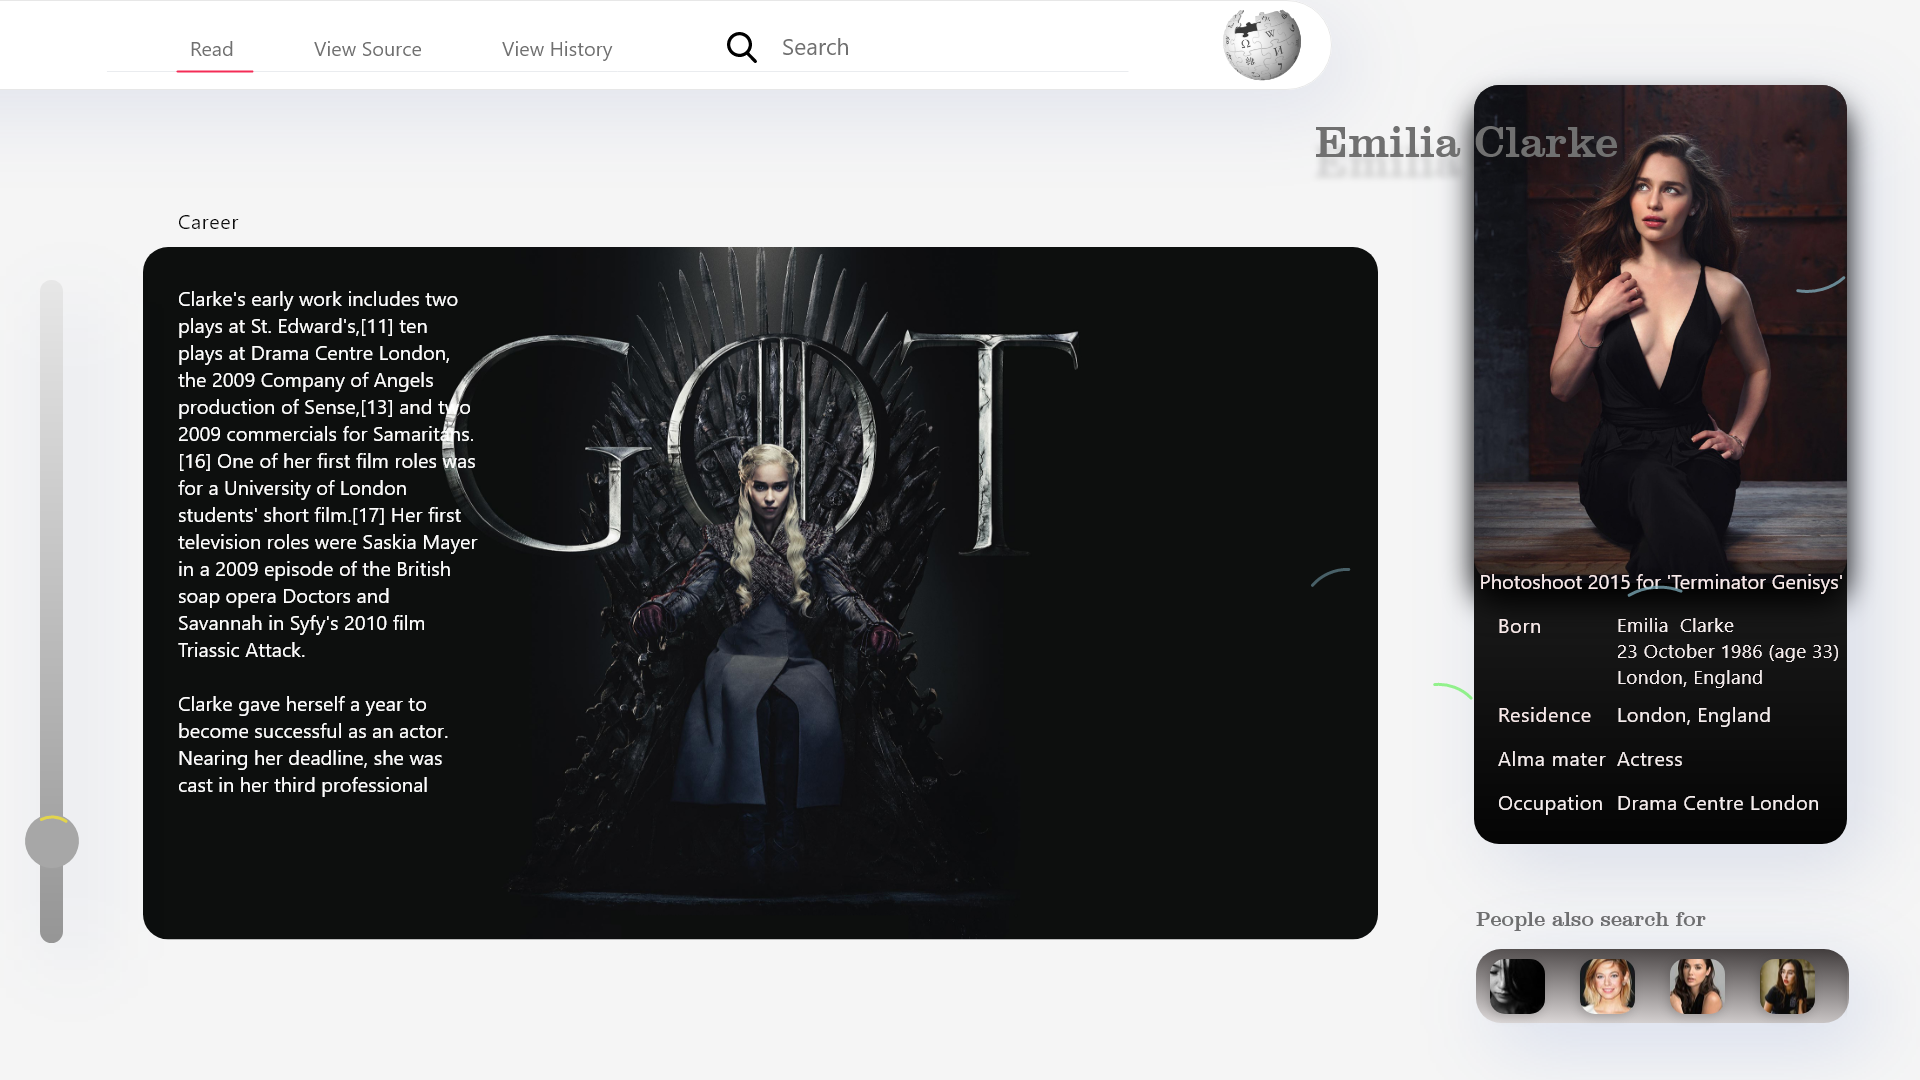 Read View Source View History Search
Emilia Clarke
Career
Clarke's early work includes two
plays at St. Edward's,[11] ten
plays at Drama Centre London,
the 2009 Company of Angels
production of Sense,[13] and two
2009 commercials for Samaritans.
[16] One of her first film roles was
for a University of London
students' short film.[17] Her first
television roles were Saskia Mayer
in a 2009 episode of the British
soap opera Doctors and
Savannah in Syfy's 2010 film
Triassic Attack.
Clarke gave herself a year to
become successful as an actor.
Nearing her deadline, she was
cast in her third professional
GOT
Photoshoot 2015 for 'Terminator Genisys'
Born Emilia Clarke
23 October 1986 (age 33)
London, England
Residence London, England
Alma mater Actress
Occupation Drama Centre London
People also search for